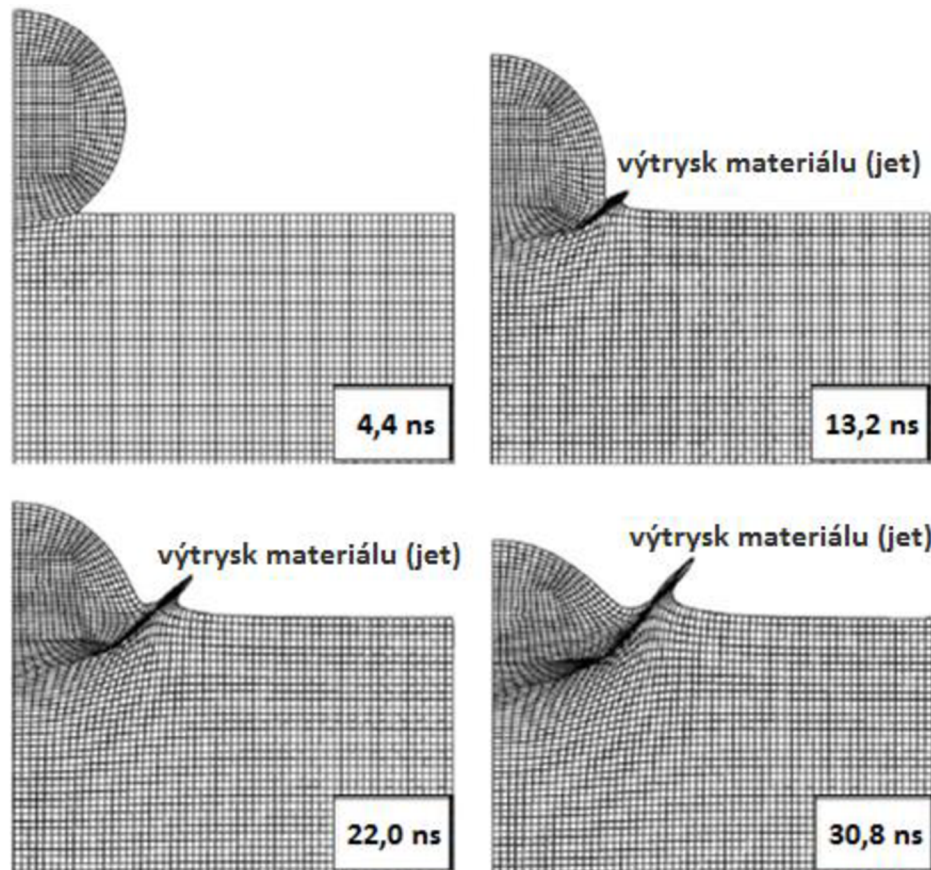 výtrysk materiálu (jet)
4,4 ns
13,2 ns
výtrysk materiálu (jet)
výtrysk materiálu (jet)
22,0 ns
30,8 ns